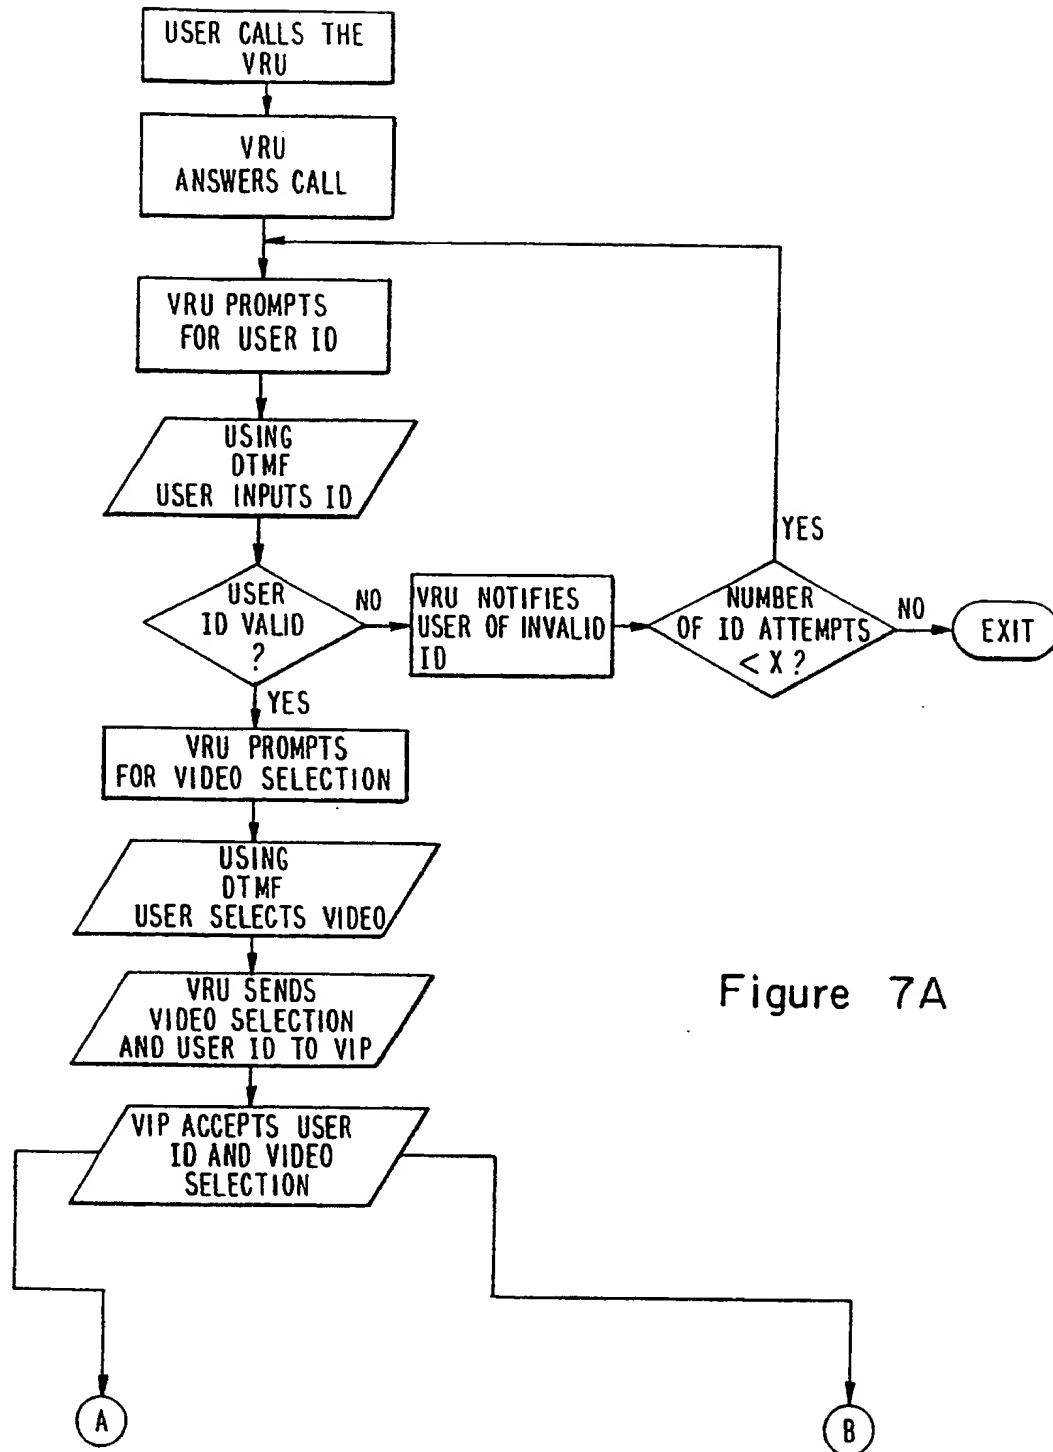 USER CALLS THE
VRU
VRU
ANSWERS CALL
VRU PROMPTS
FOR USER ID
USING
DTMF
USER INPUTS ID
YES
USER
ID VALID
?
NO
VRU NOTIFIES
USER OF INVALID
ID
NUMBER
OF ID ATTEMPTS
< X ?
NO
EXIT
YES
VRU PROMPTS
FOR VIDEO SELECTION
USING
DTMF
USER SELECTS VIDEO
VRU SENDS
VIDEO SELECTION
AND USER ID TO VIP
Figure 7A
VIP ACCEPTS USER
ID AND VIDEO
SELECTION
A
B